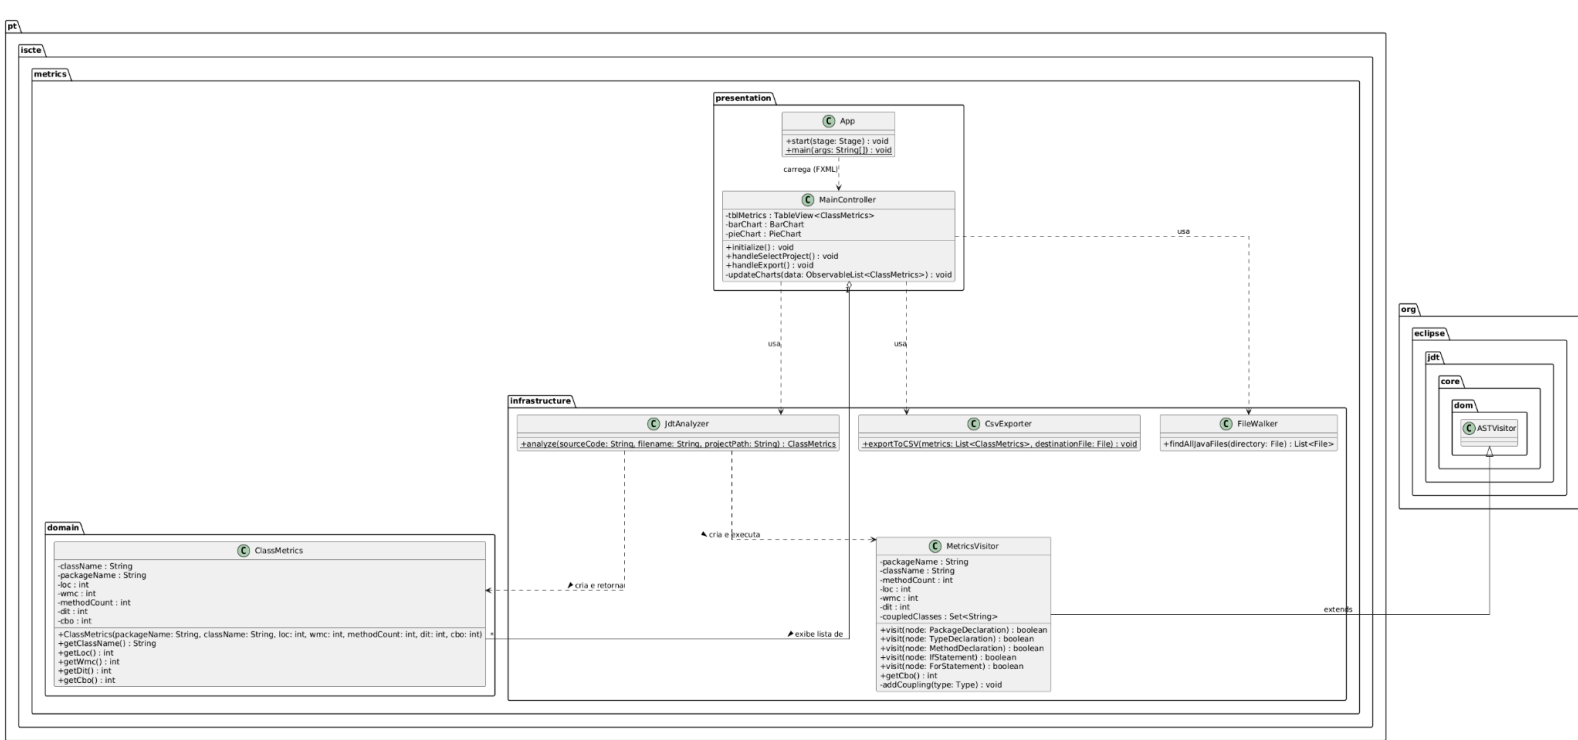 pt
iscte
metrics
presentation
App
+start(stage: Stage) : void
+main(args: String[]) : void
carrega (FXML)
MainController
-tblMetrics : TableView<ClassMetrics>
-barChart : BarChart
-pieChart : PieChart
+initialize() : void
+handleSelectProject() : void
+handleExport() : void
-updateCharts(data: ObservableList<ClassMetrics>) : void
1
usa
usa
usa
org
eclipse
jdt
core
dom
ASTVisitor
infrastructure
JdtAnalyzer
+analyze(sourceCode: String, filename: String, projectPath: String) : ClassMetrics
CsvExporter
+exportToCSV(metrics: List<ClassMetrics>, destinationFile: File) : void
FileWalker
+findAllJavaFiles(directory: File) : List<File>
cria e executa
cria e retorna
* exibe lista de
extends
domain
ClassMetrics
-className : String
-packageName : String
-loc : int
-wmc : int
-methodCount : int
-dit : int
-cbo : int
+ClassMetrics(packageName: String, className: String, loc: int, wmc: int, methodCount: int, dit: int, cbo: int)
+getClassName() : String
+getLoc() : int
+getWmc() : int
+getDit() : int
+getCbo() : int
MetricsVisitor
-packageName : String
-className : String
-methodCount : int
-loc : int
-wmc : int
-dit : int
-coupledClasses : Set<String>
+visit(node: PackageDeclaration) : boolean
+visit(node: TypeDeclaration) : boolean
+visit(node: MethodDeclaration) : boolean
+visit(node: IfStatement) : boolean
+visit(node: ForStatement) : boolean
+getCbo() : int
-addCoupling(type: Type) : void